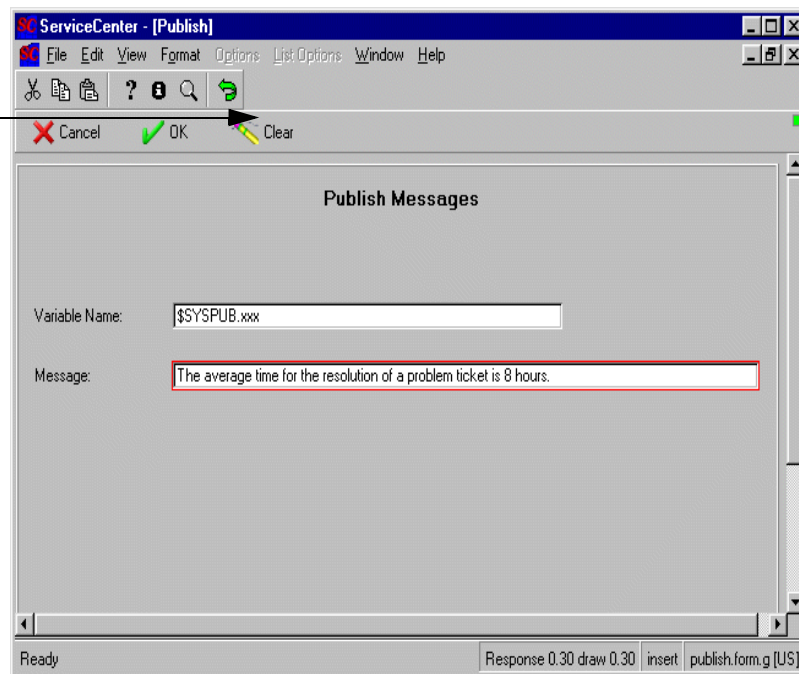 SC ServiceCenter - [Publish]
SC File Edit View Format Options List Options Window Help
Cancel OK Clear
Publish Messages
Variable Name: $SYSPUB.xxx
Message: The average time for the resolution of a problem ticket is 8 hours.
Ready Response 0.30 draw 0.30 insert publish.form.g [US]